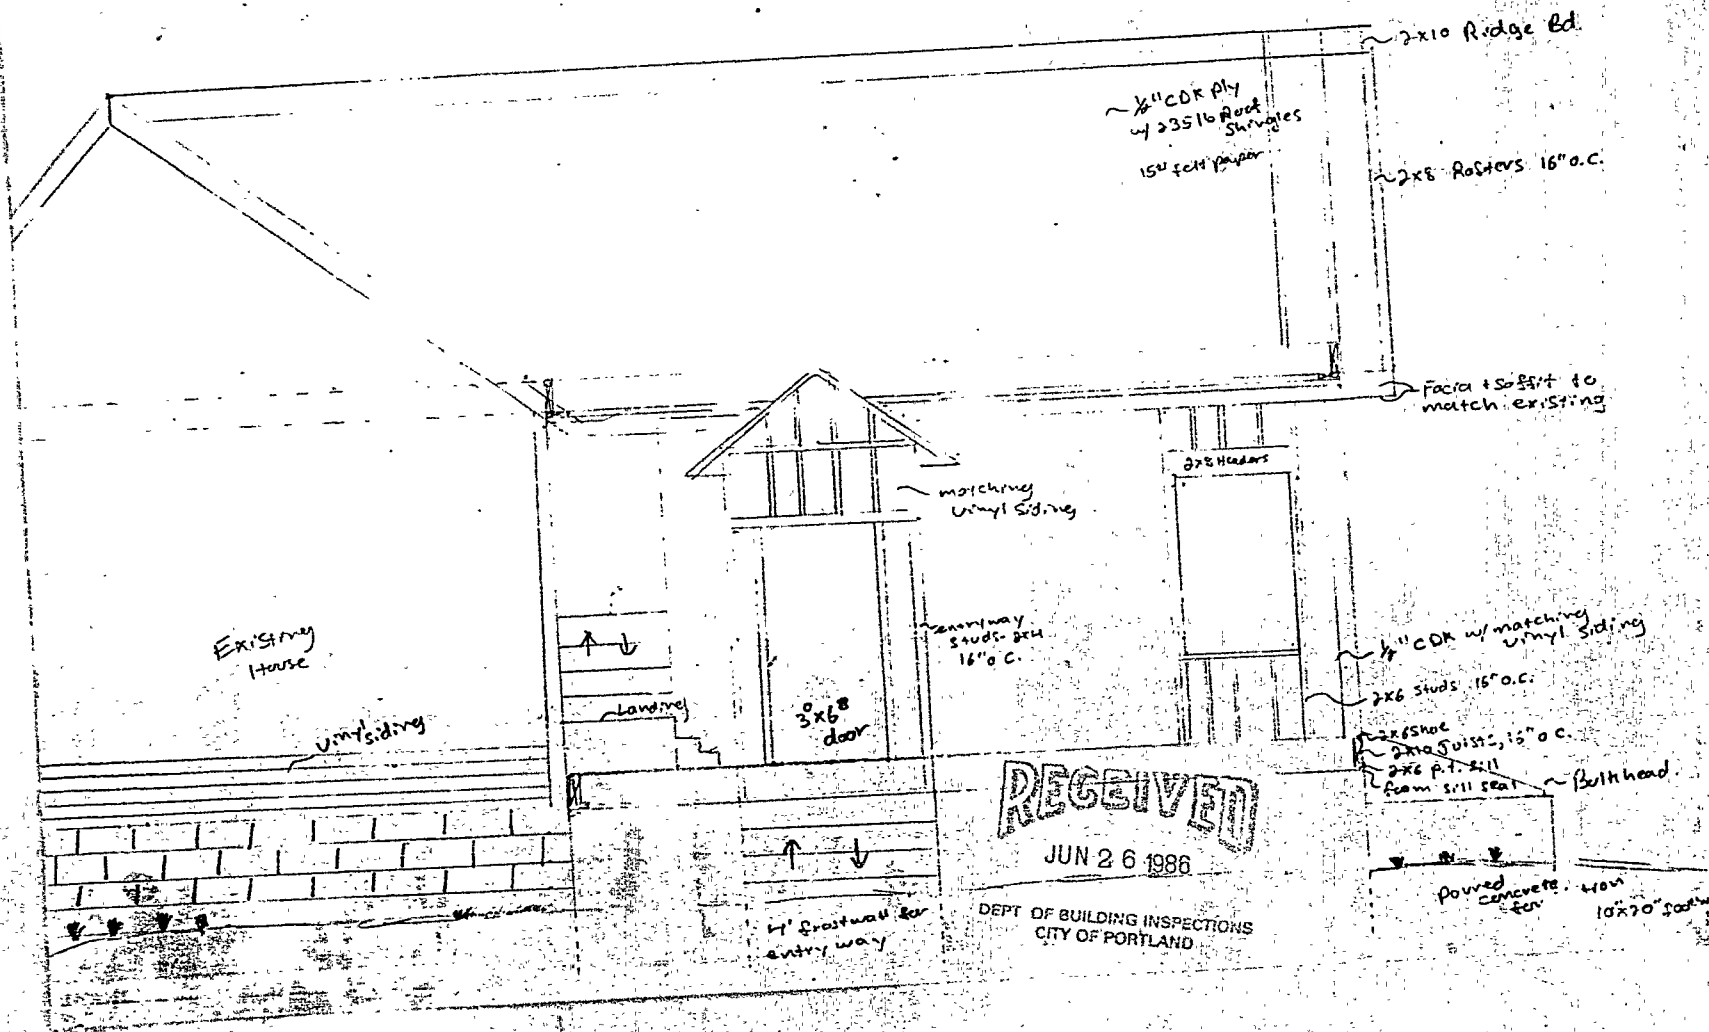 2x10 Ridge Bd.
~ 1/2" CDX Ply
w/ 235 lb Roof
Shingles
15# felt paper
2x8 Rafters 16" o.c.
Facia + soffit to
match existing
2x8 Headers
matching
vinyl siding
Existing
House
entryway
studs - 2x4
16" o.c.
1/2" CDX w/ matching
vinyl siding
2x6 studs 16" o.c.
Landing
3° x 6⁸
door
vinyl siding
2x6 shoe
2x10 joists, 16" o.c.
2x6 p.t. sill
foam sill seal
Bulkhead
RECEIVED
JUN 26 1986
DEPT OF BUILDING INSPECTIONS
CITY OF PORTLAND
4' frostwall for
entryway
poured
concrete
10"x20"